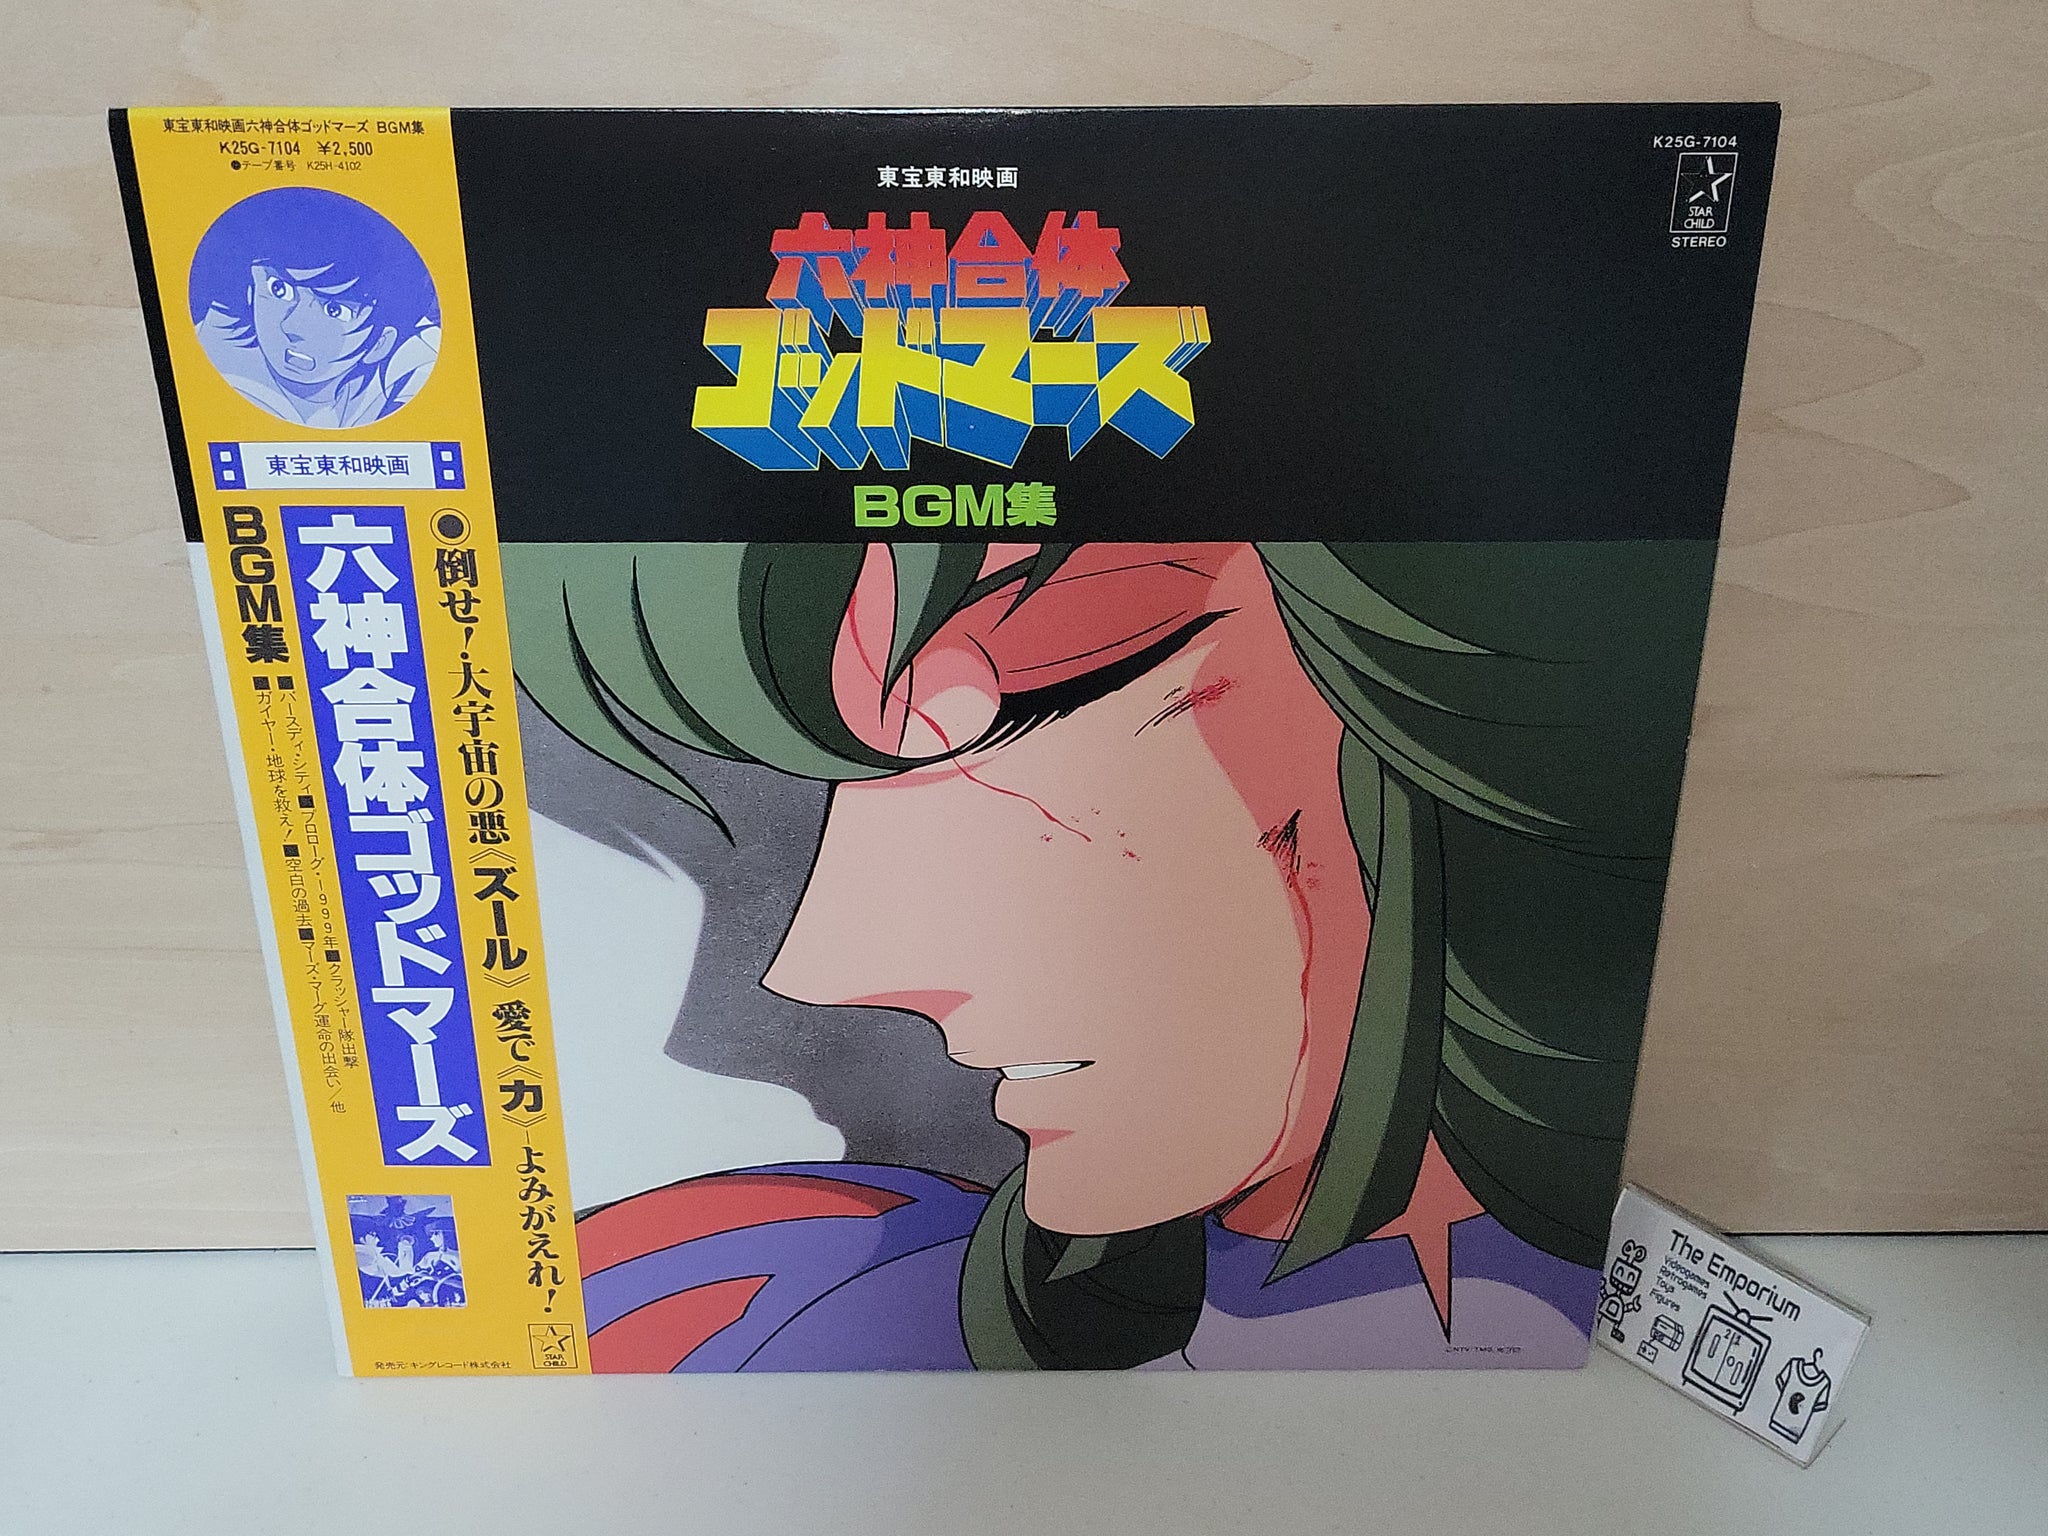 東宝東和映画六神合体ゴッドマーズ BGM集
K25G-7104 ¥2,500
●テープ番号 K25H-4102
東宝東和映画
BGM集
六神合体ゴッドマーズ
●倒せ!大宇宙の悪《ズール》愛で《力》—よみがえれ!
■バースディ・シティ■プロローグ・1999年■クラッシャー隊出撃
■ガイヤー・地球を救え!■空白の過去■マーズ・マーグ運命の出会い/他
発売元:キングレコード株式会社
STAR
CHILD
東宝東和映画
六神合体
ゴッドマーズ
BGM集
K25G-7104
STAR
CHILD
STEREO
The Emporium
Videogames
Retrogames
Toys
Figures